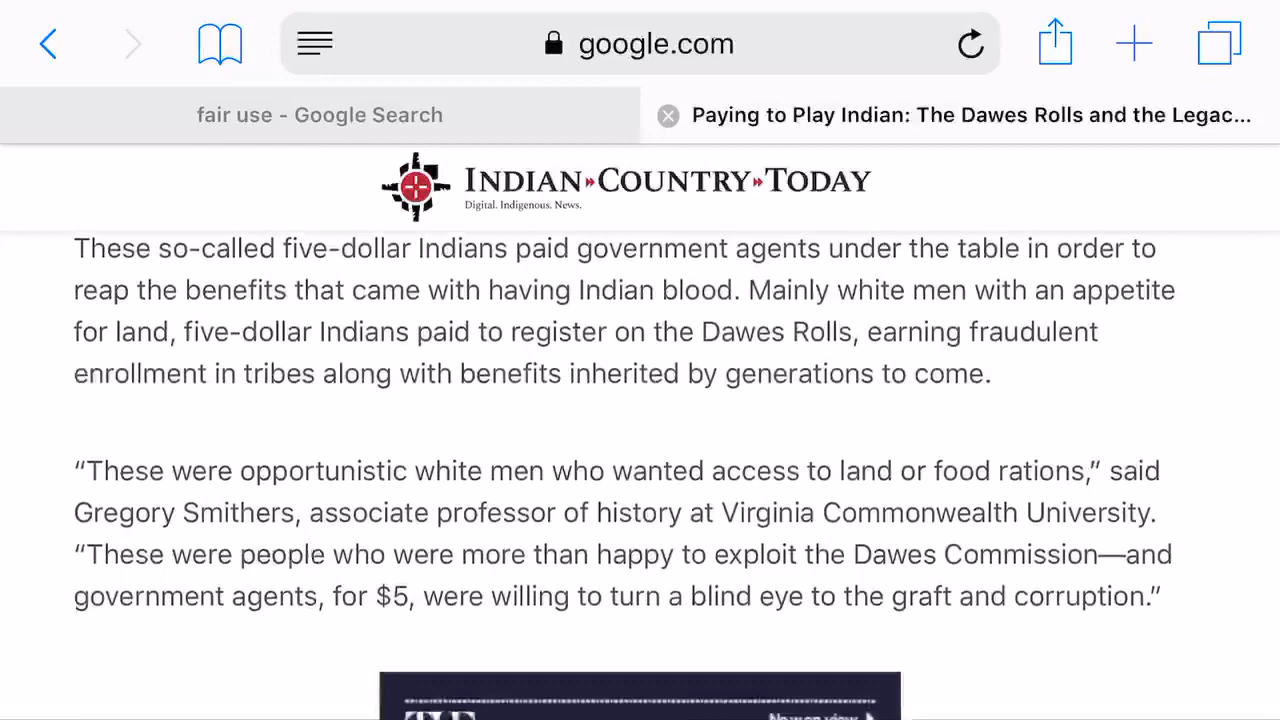 google.com
fair use - Google Search
Paying to Play Indian: The Dawes Rolls and the Legac...
INDIAN COUNTRY TODAY
Digital. Indigenous. News.
These so-called five-dollar Indians paid government agents under the table in order to
reap the benefits that came with having Indian blood. Mainly white men with an appetite
for land, five-dollar Indians paid to register on the Dawes Rolls, earning fraudulent
enrollment in tribes along with benefits inherited by generations to come.
“These were opportunistic white men who wanted access to land or food rations,” said
Gregory Smithers, associate professor of history at Virginia Commonwealth University.
“These were people who were more than happy to exploit the Dawes Commission—and
government agents, for $5, were willing to turn a blind eye to the graft and corruption.”
Now on view